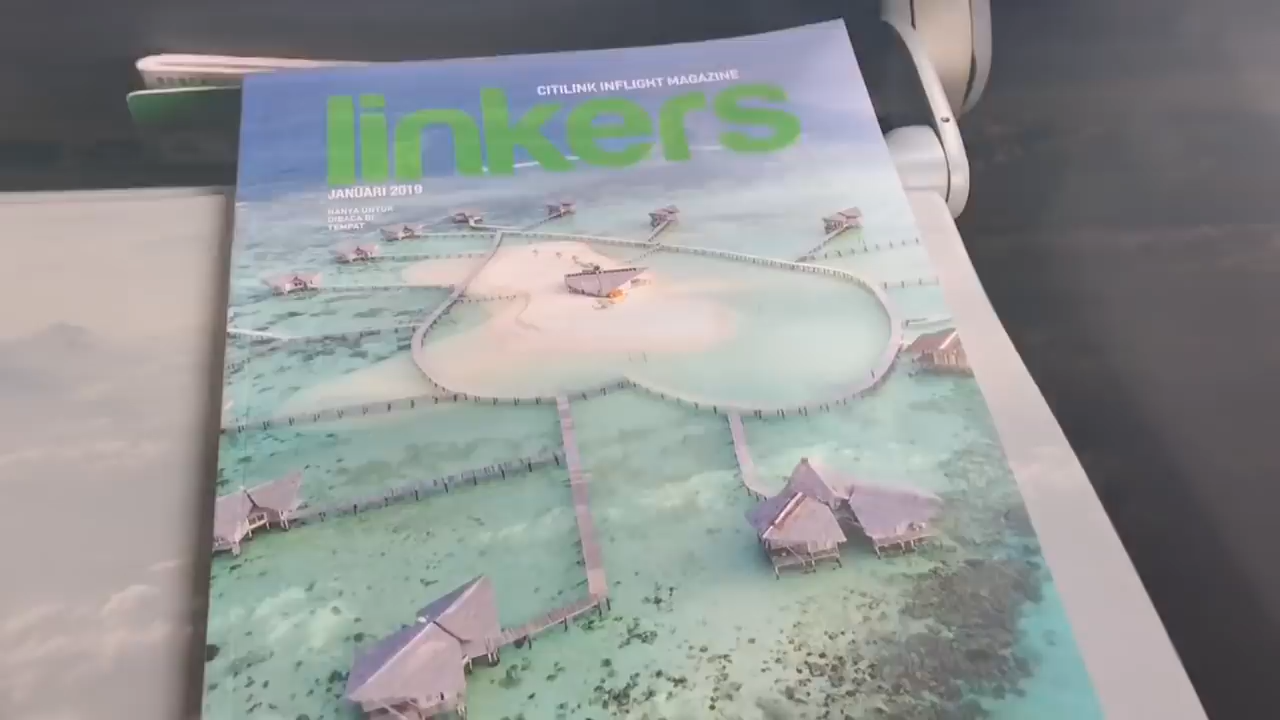 CITILINK INFLIGHT MAGAZINE
linkers
JANUARI 2019
HANYA UNTUK
DIBACA DI
TEMPAT